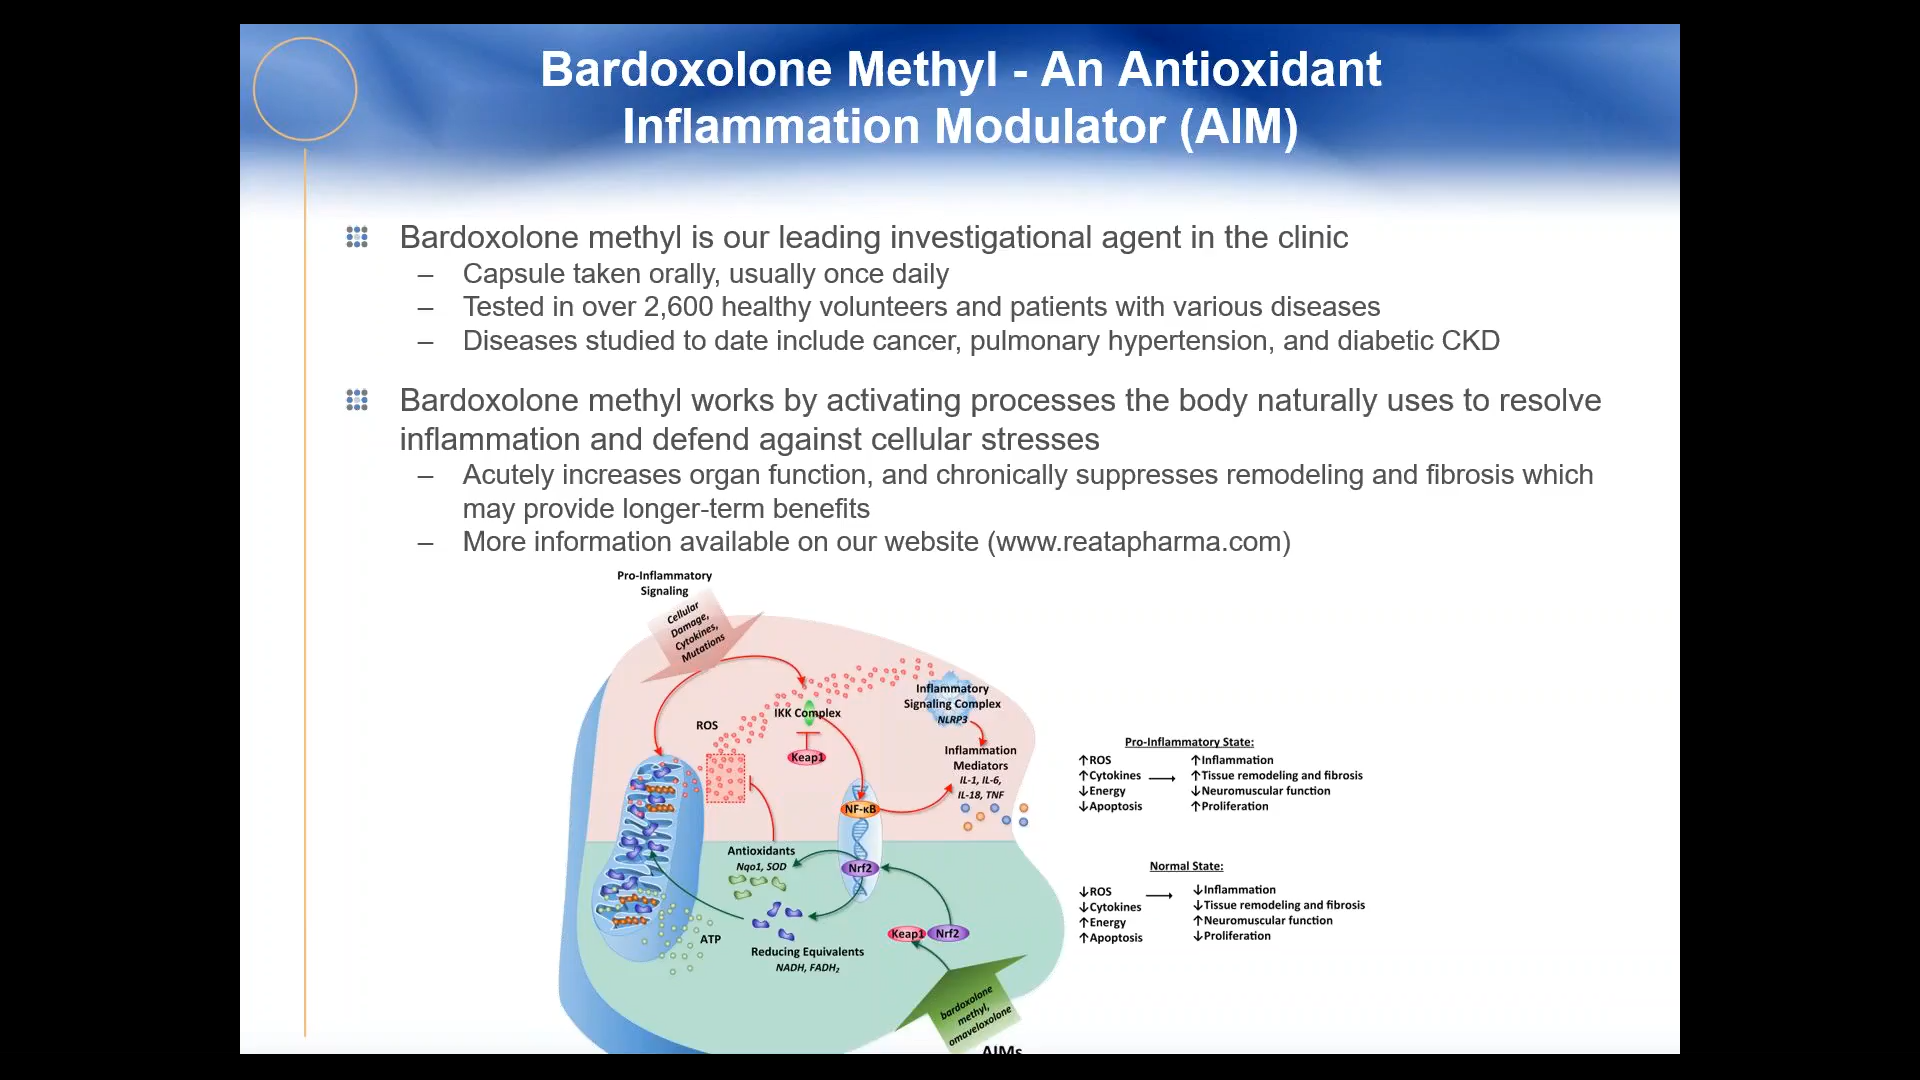 Bardoxolone Methyl - An Antioxidant
Inflammation Modulator (AIM)
Bardoxolone methyl is our leading investigational agent in the clinic
– Capsule taken orally, usually once daily
– Tested in over 2,600 healthy volunteers and patients with various diseases
– Diseases studied to date include cancer, pulmonary hypertension, and diabetic CKD
Bardoxolone methyl works by activating processes the body naturally uses to resolve
inflammation and defend against cellular stresses
– Acutely increases organ function, and chronically suppresses remodeling and fibrosis which
may provide longer-term benefits
– More information available on our website (www.reatapharma.com)
Pro-Inflammatory
Signaling
Cellular
Damage,
Cytokines,
Mutations
ROS
IKK Complex
Keap1
Inflammatory
Signaling Complex
NLRP3
Inflammation
Mediators
IL-1, IL-6,
IL-18, TNF
NF-κB
Antioxidants
Nqo1, SOD
Nrf2
ATP
Reducing Equivalents
NADH, FADH₂
Keap1
Nrf2
bardoxolone
methyl,
omaveloxolone
AIMs
Pro-Inflammatory State:
↑ROS
↑Cytokines
↓Energy
↓Apoptosis
↑Inflammation
↑Tissue remodeling and fibrosis
↓Neuromuscular function
↑Proliferation
Normal State:
↓ROS
↓Cytokines
↑Energy
↑Apoptosis
↓Inflammation
↓Tissue remodeling and fibrosis
↑Neuromuscular function
↓Proliferation